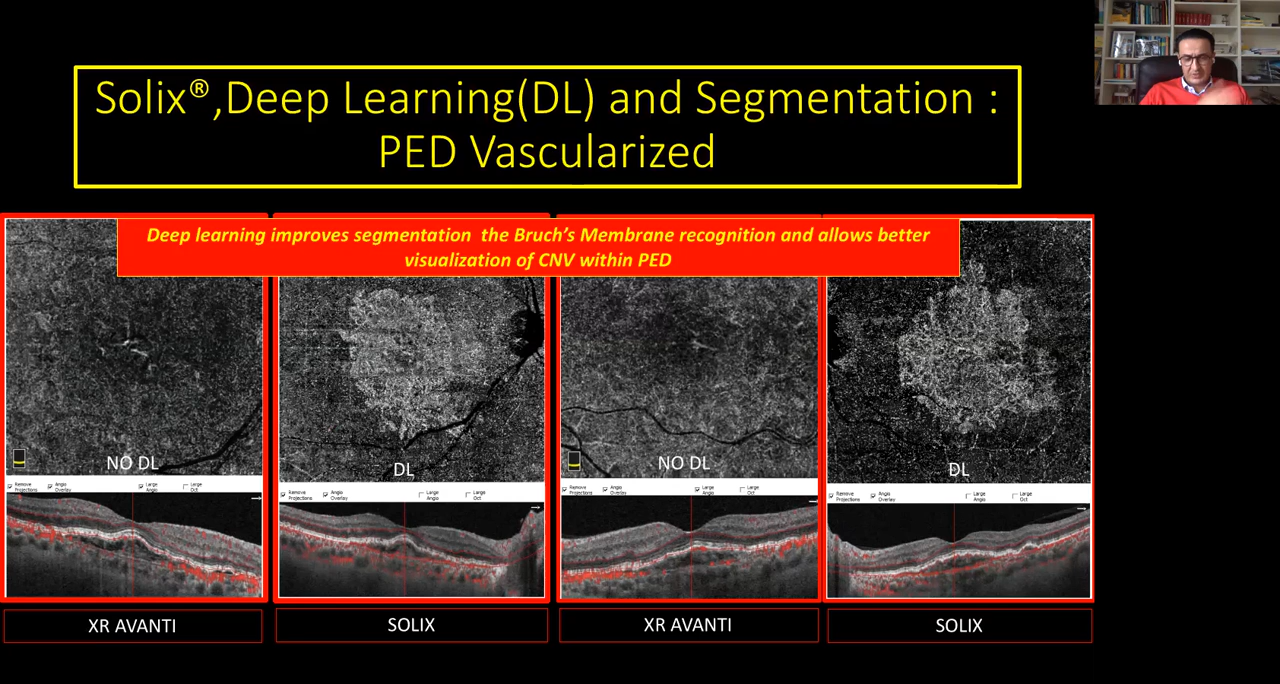 Solix®,Deep Learning(DL) and Segmentation :
PED Vascularized
Deep learning improves segmentation the Bruch's Membrane recognition and allows better
visualization of CNV within PED
NO DL
DL
NO DL
DL
Remove Projections
Angio Overlay
Large Angio
Large Oct
Remove Projections
Angio Overlay
Large Angio
Large Oct
Remove Projections
Angio Overlay
Large Angio
Large Oct
Remove Projections
Angio Overlay
Large Angio
Large Oct
XR AVANTI
SOLIX
XR AVANTI
SOLIX